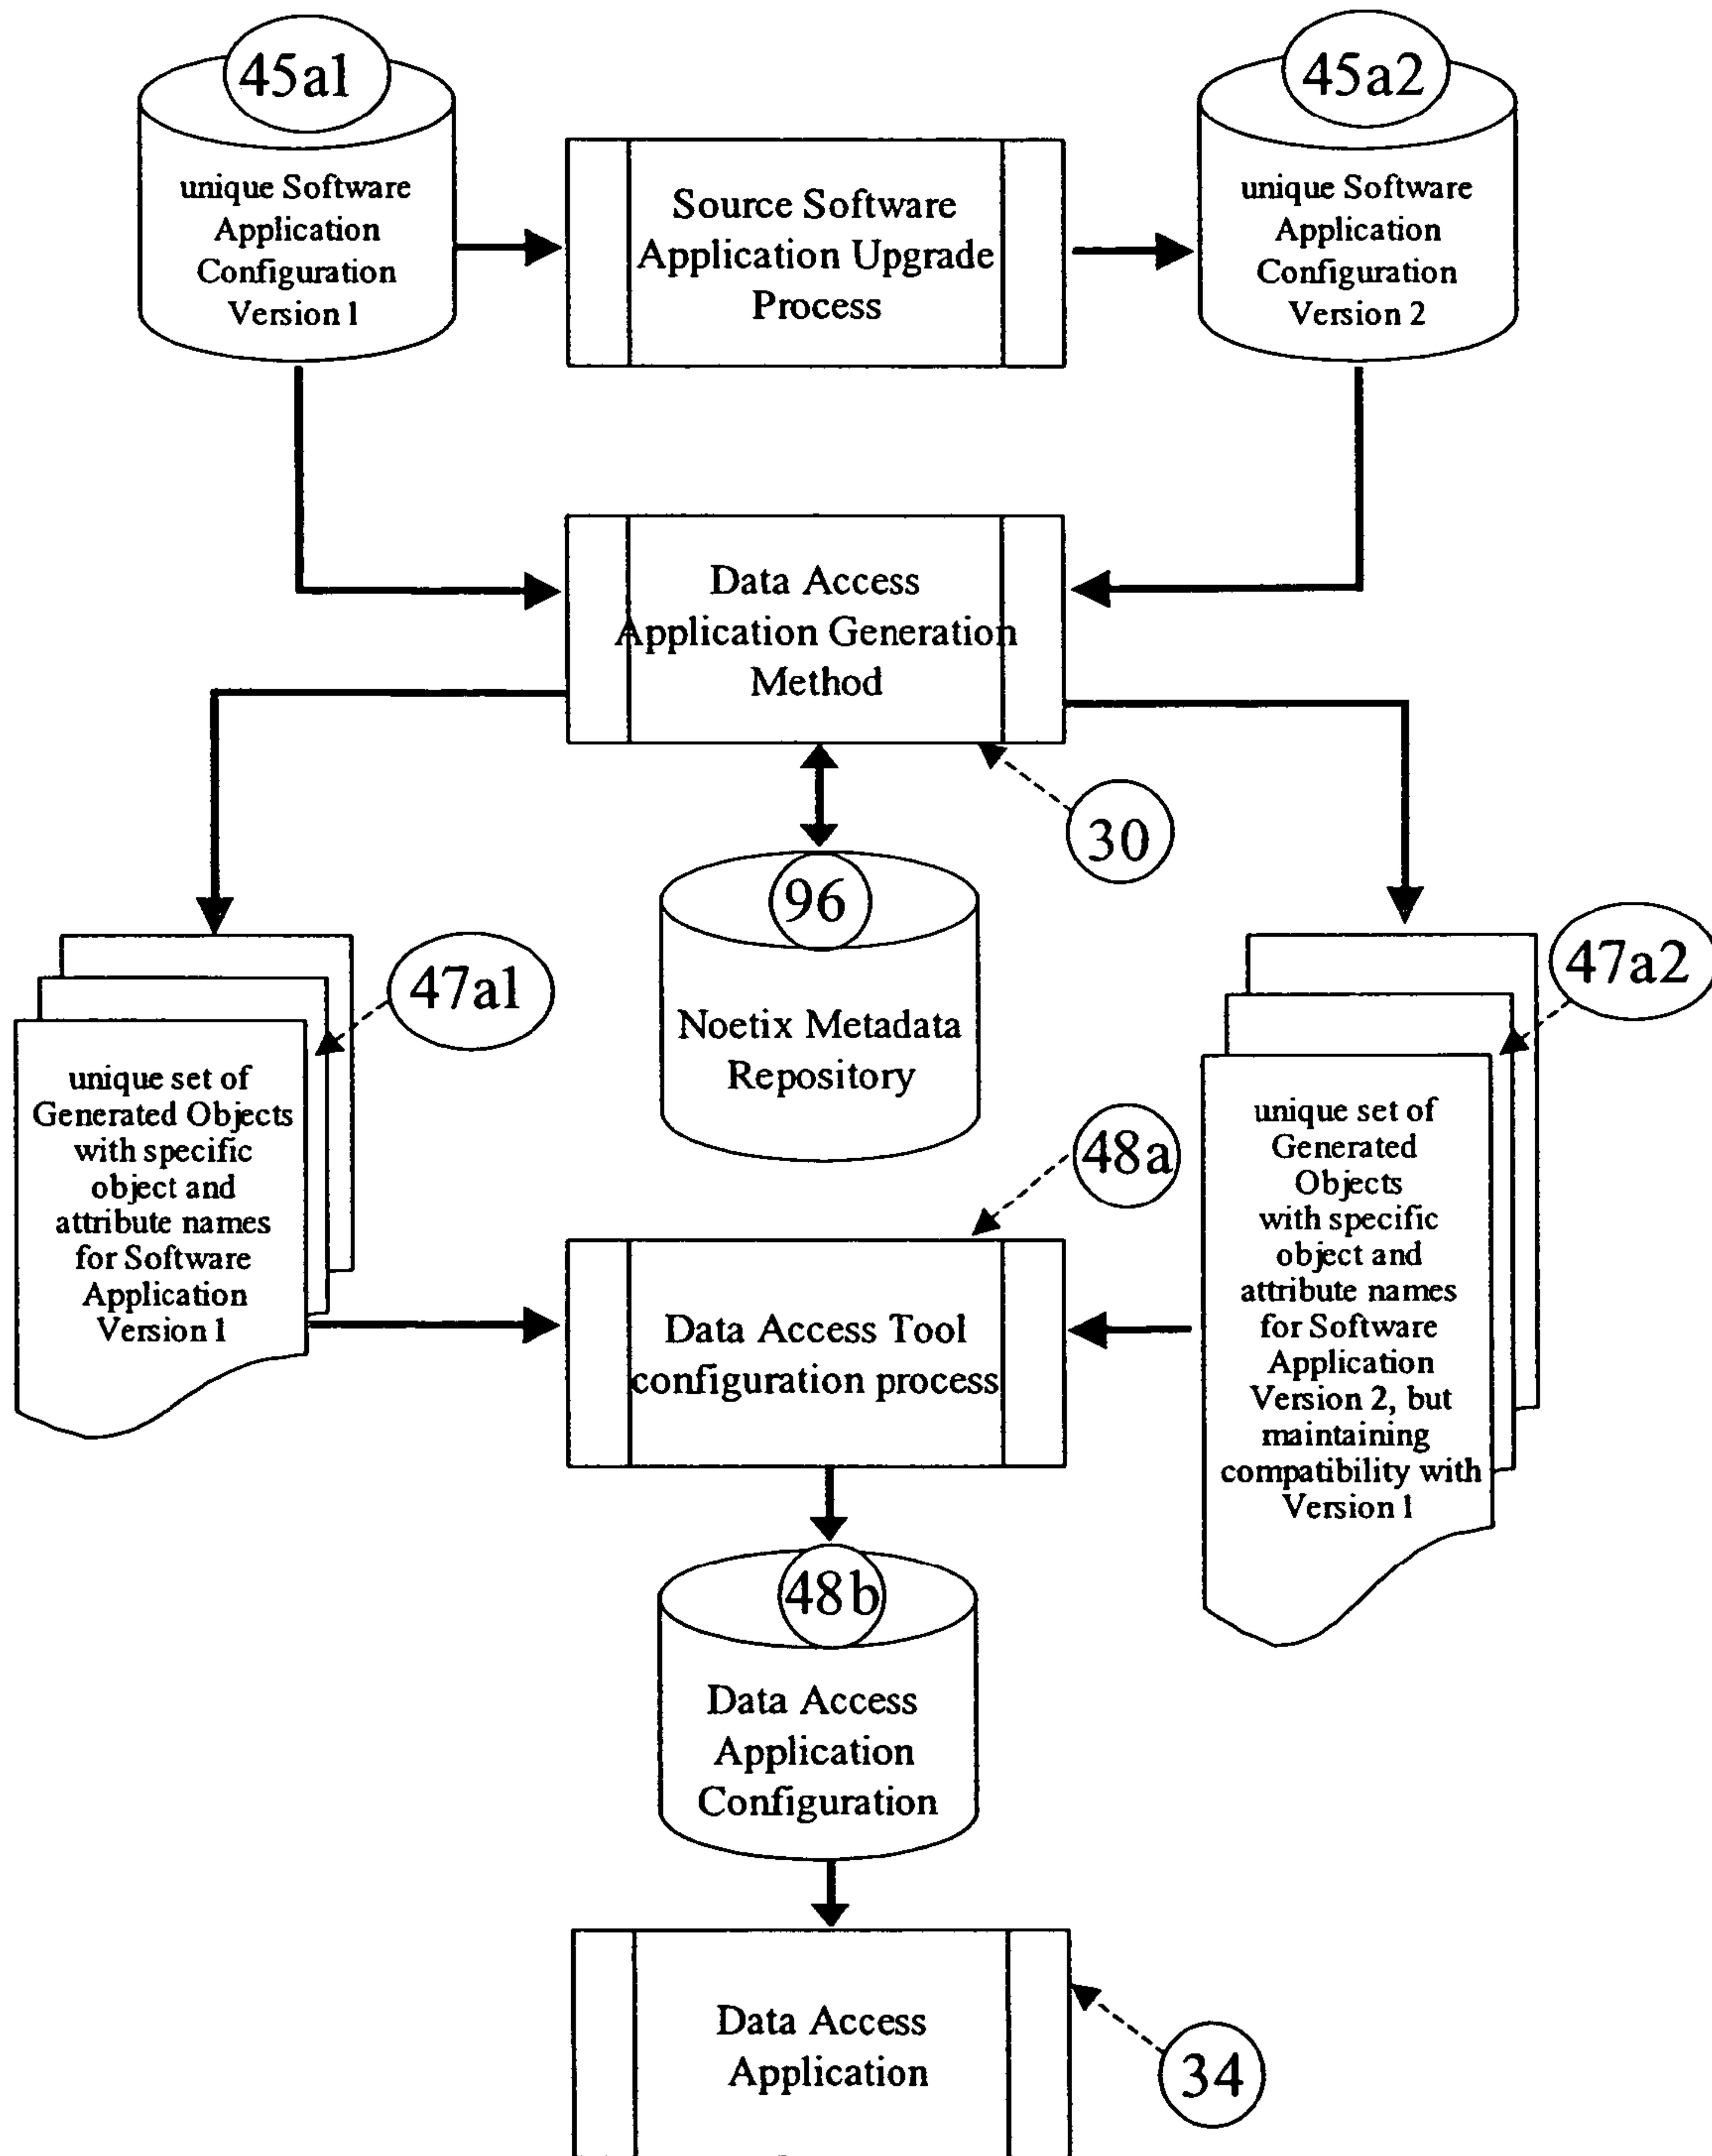 45a1
45a2
unique Software
Application
Configuration
Version 1
Source Software
Application Upgrade
Process
unique Software
Application
Configuration
Version 2
Data Access
Application Generation
Method
30
96
Noetix Metadata
Repository
47a1
47a2
unique set of
Generated Objects
with specific
object and
attribute names
for Software
Application
Version 1
48a
unique set of
Generated
Objects
with specific
object and
attribute names
for Software
Application
Version 2, but
maintaining
compatibility with
Version 1
Data Access Tool
configuration process
48b
Data Access
Application
Configuration
Data Access
Application
34